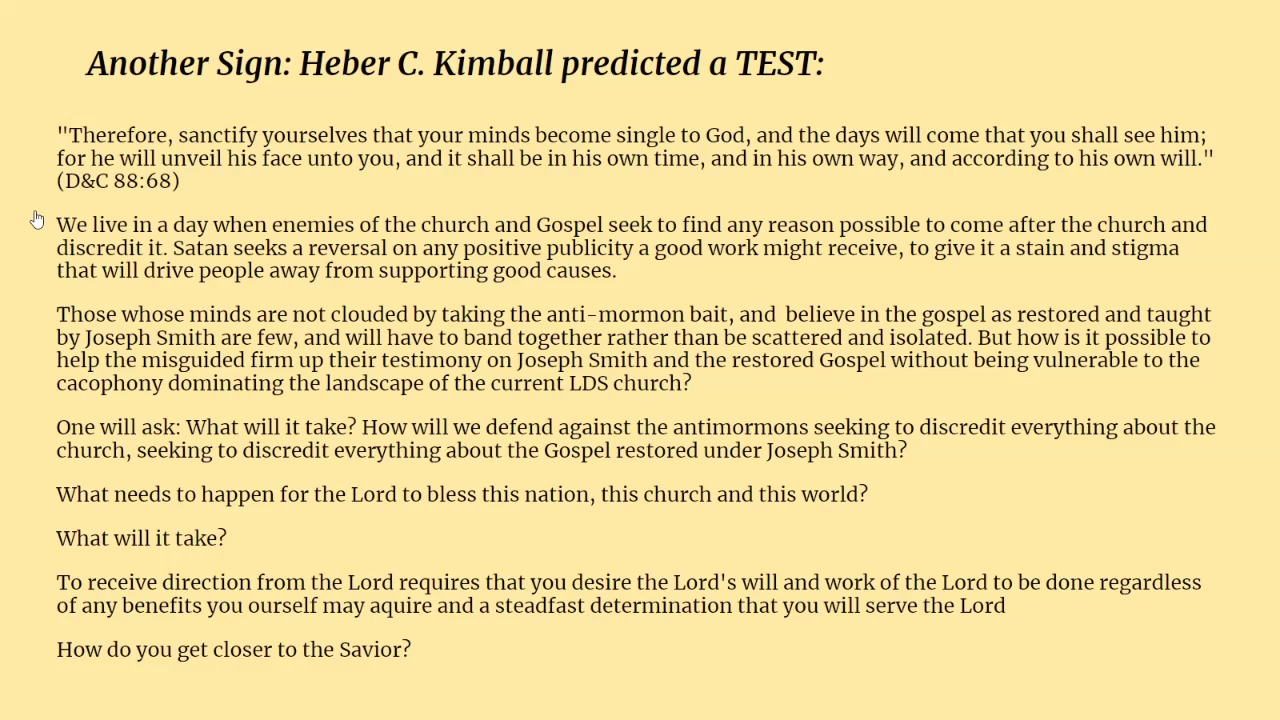 Another Sign: Heber C. Kimball predicted a TEST:
"Therefore, sanctify yourselves that your minds become single to God, and the days will come that you shall see him;
for he will unveil his face unto you, and it shall be in his own time, and in his own way, and according to his own will."
(D&C 88:68)
We live in a day when enemies of the church and Gospel seek to find any reason possible to come after the church and
discredit it. Satan seeks a reversal on any positive publicity a good work might receive, to give it a stain and stigma
that will drive people away from supporting good causes.
Those whose minds are not clouded by taking the anti-mormon bait, and  believe in the gospel as restored and taught
by Joseph Smith are few, and will have to band together rather than be scattered and isolated. But how is it possible to
help the misguided firm up their testimony on Joseph Smith and the restored Gospel without being vulnerable to the
cacophony dominating the landscape of the current LDS church?
One will ask: What will it take? How will we defend against the antimormons seeking to discredit everything about the
church, seeking to discredit everything about the Gospel restored under Joseph Smith?
What needs to happen for the Lord to bless this nation, this church and this world?
What will it take?
To receive direction from the Lord requires that you desire the Lord's will and work of the Lord to be done regardless
of any benefits you ourself may aquire and a steadfast determination that you will serve the Lord
How do you get closer to the Savior?